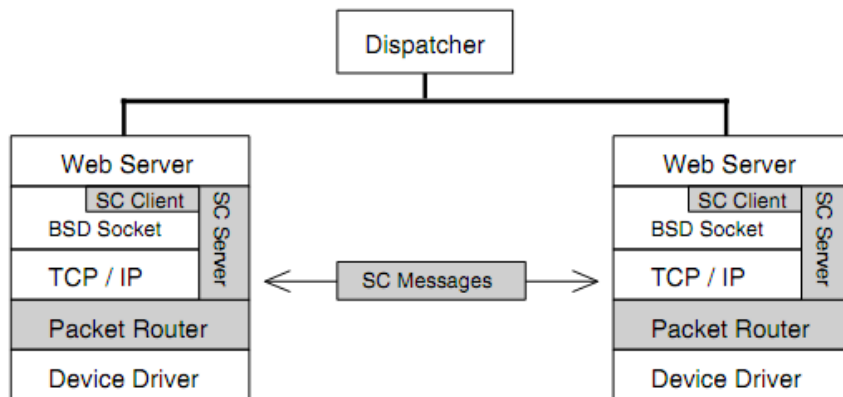 Dispatcher
Web Server
SC Client
SC Server
BSD Socket
TCP / IP
Packet Router
Device Driver
SC Messages
Web Server
SC Client
SC Server
BSD Socket
TCP / IP
Packet Router
Device Driver